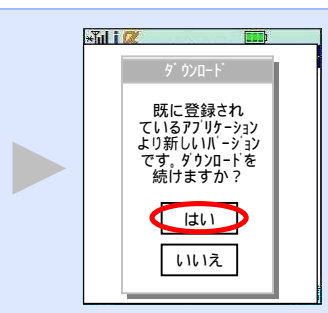 ﾀﾞｳﾝﾛｰﾄﾞ
既に登録され
ているｱﾌﾟﾘｹｰｼｮﾝ
より新しいﾊﾞｰｼﾞｮﾝ
です。ﾀﾞｳﾝﾛｰﾄﾞを
続けますか？
はい
いいえ